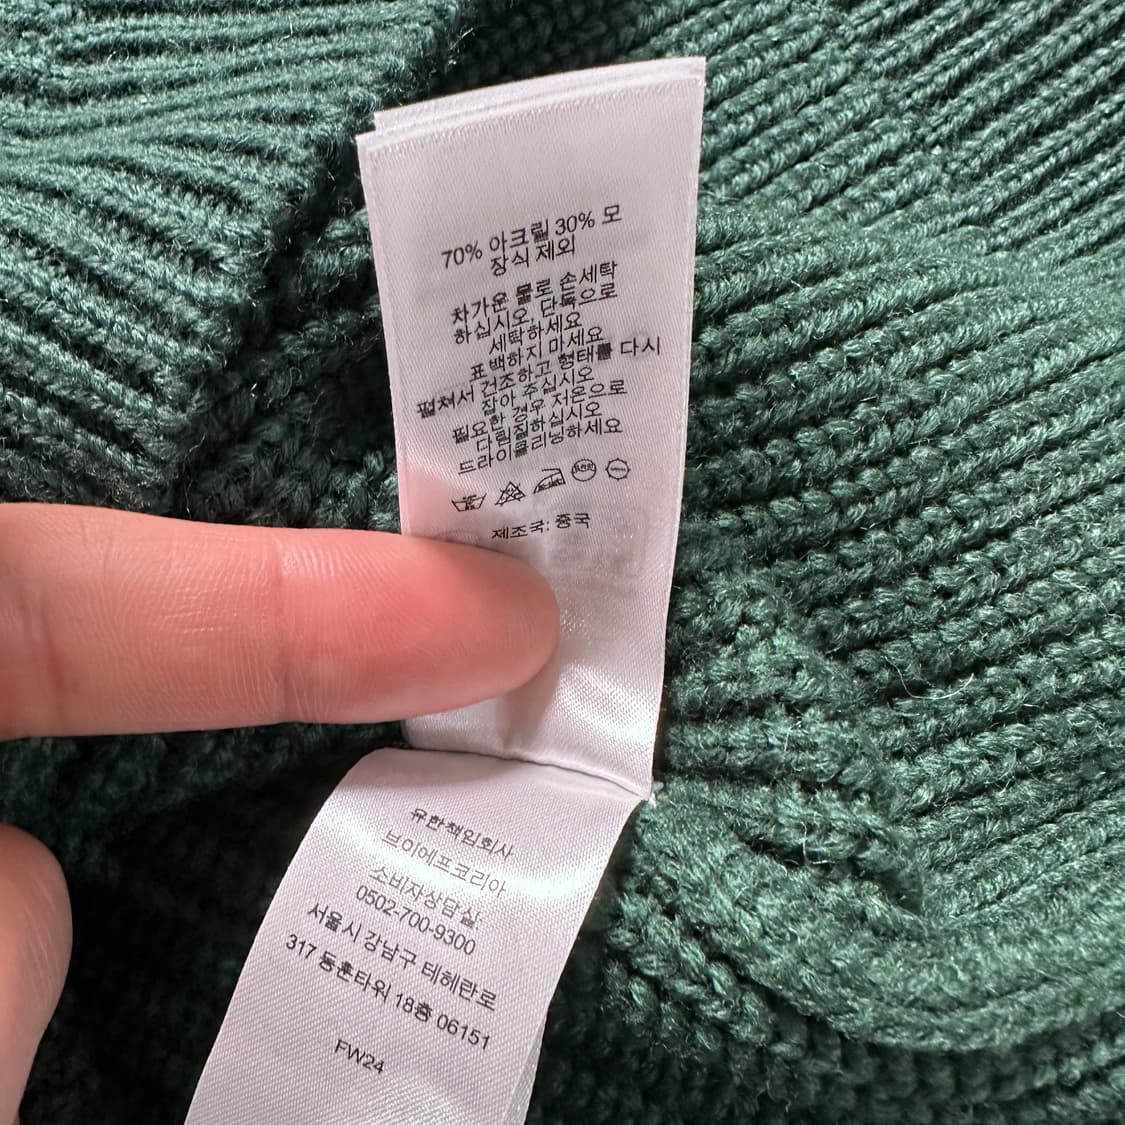 70% 아크릴 30% 모
장식 제외
차가운 물로 손세탁
하십시오, 단독으로
세탁하세요
표백하지 마세요
펼쳐서 건조하고 형태를 다시
잡아 주십시오
필요한 경우 저온으로
다림질하십시오
드라이클리닝하세요
제조국: 중국
유한책임회사
브이에프코리아
소비자상담실.
0502-700-9300
서울시 강남구 테헤란로
317 동훈타워 18층 06151
FW24